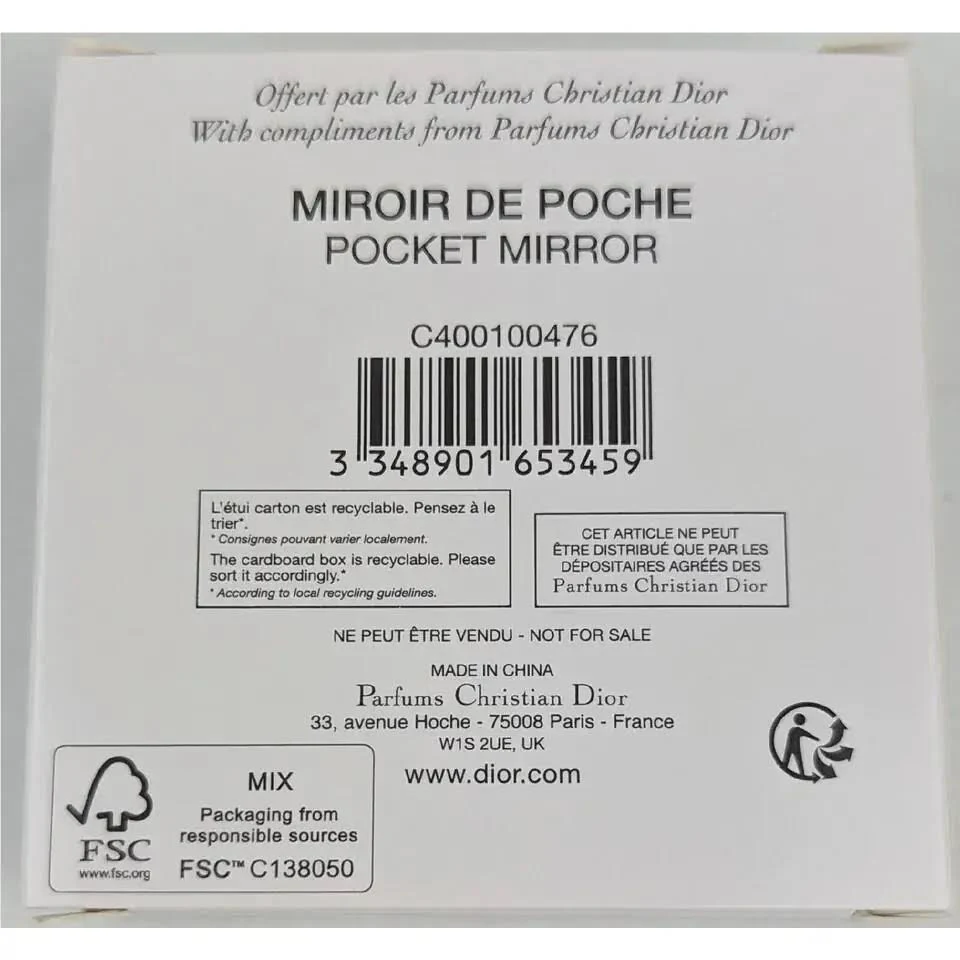 Offert par les Parfums Christian Dior
With compliments from Parfums Christian Dior
MIROIR DE POCHE
POCKET MIRROR
C400100476
3 348901 653459
L'étui carton est recyclable. Pensez à le
trier*.
* Consignes pouvant varier localement.
The cardboard box is recyclable. Please
sort it accordingly.*
* According to local recycling guidelines.
CET ARTICLE NE PEUT
ÊTRE DISTRIBUÉ QUE PAR LES
DÉPOSITAIRES AGRÉÉS DES
Parfums Christian Dior
NE PEUT ÊTRE VENDU - NOT FOR SALE
MADE IN CHINA
Parfums Christian Dior
33, avenue Hoche - 75008 Paris - France
W1S 2UE, UK
www.dior.com
FSC
www.fsc.org
MIX
Packaging from
responsible sources
FSC™ C138050